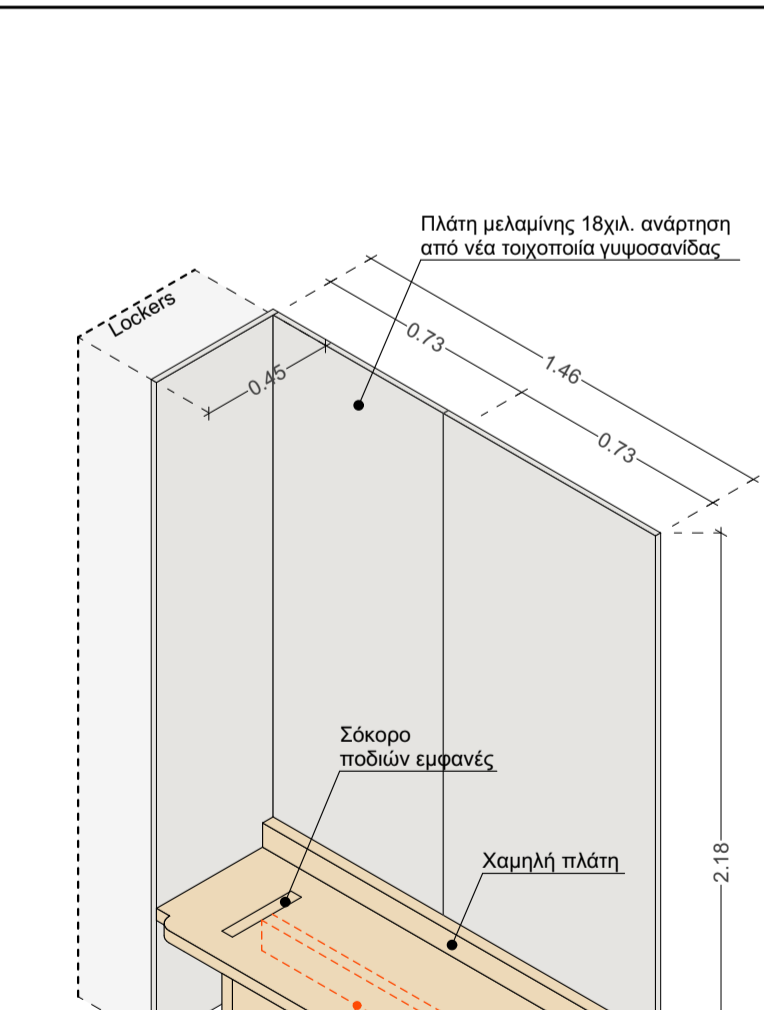 Πλάτη μελαμίνης 18χιλ. ανάρτηση
από νέα τοιχοποιία γυψοσανίδας
Lockers
0.73
1.46
0.45
0.73
Σόκορο
ποδιών εμφανές
2.18
Χαμηλή πλάτη